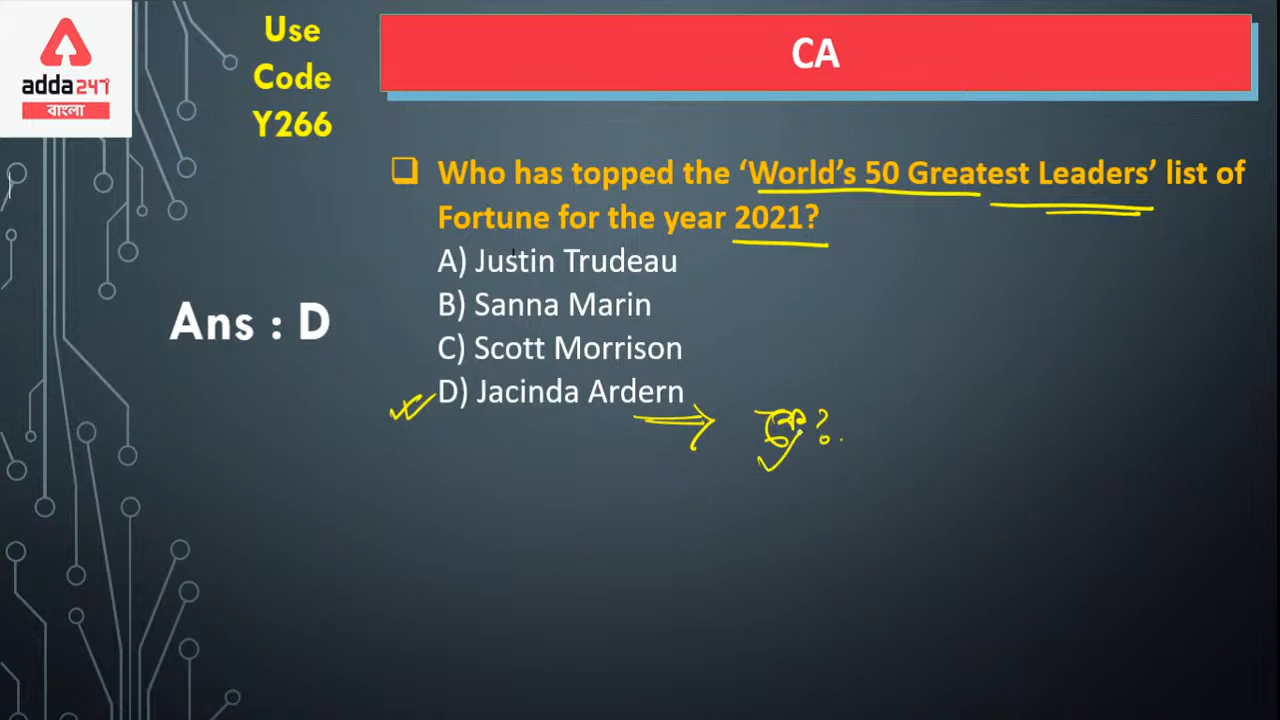 adda247
বাংলা
Use
Code
Y266
CA
Who has topped the ‘World’s 50 Greatest Leaders’ list of
Fortune for the year 2021?
A) Justin Trudeau
B) Sanna Marin
C) Scott Morrison
D) Jacinda Ardern
Ans : D
কে?